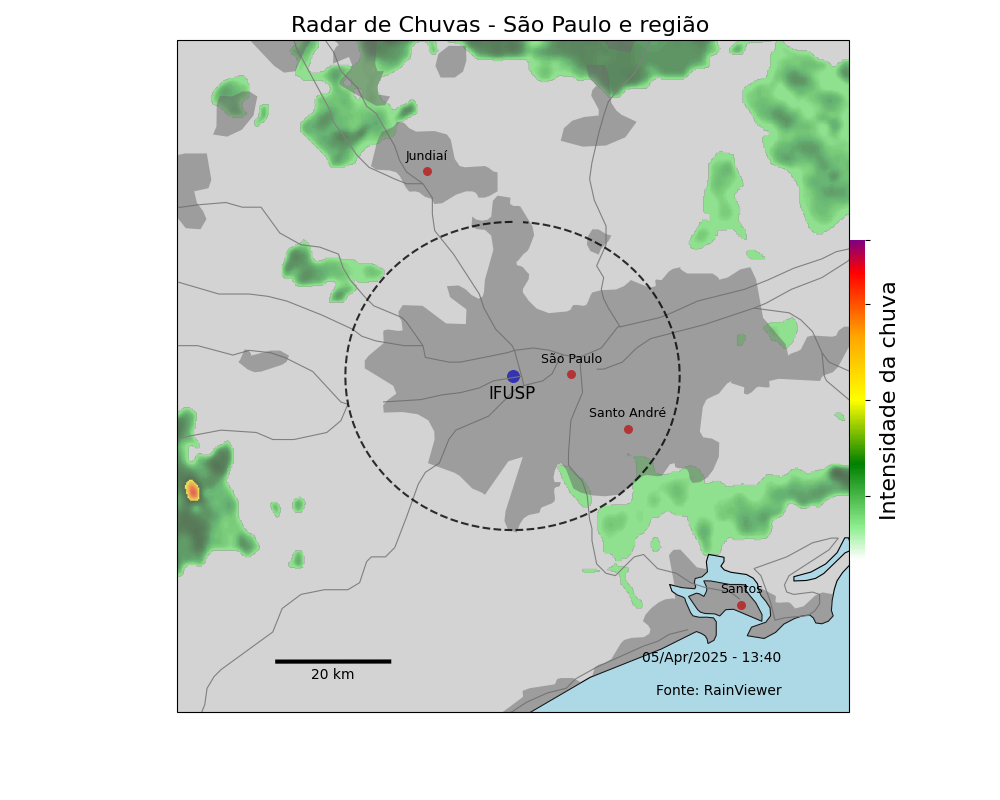 Radar de Chuvas - São Paulo e região
Jundiaí
São Paulo
IFUSP
Santo André
Intensidade da chuva
Santos
05/Apr/2025 - 13:40
20 km
Fonte: RainViewer